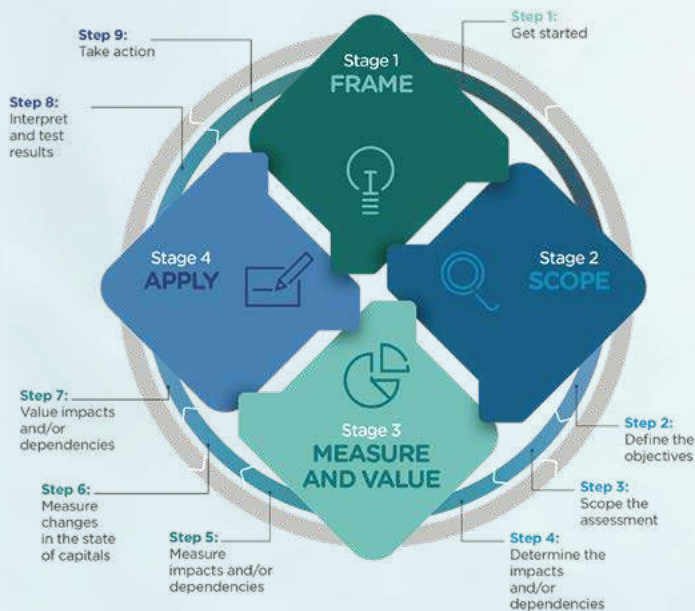 Step 1:
Get started
Stage 1
FRAME
Stage 2
SCOPE
Step 2:
Define the
objectives
Step 3:
Scope the
assessment
Step 4:
Determine the
impacts
and/or
dependencies
Stage 3
MEASURE
AND VALUE
Step 5:
Measure
impacts and/or
dependencies
Step 6:
Measure
changes
in the state
of capitals
Step 7:
Value impacts
and/or
dependencies
Stage 4
APPLY
Step 8:
Interpret
and test
results
Step 9:
Take action